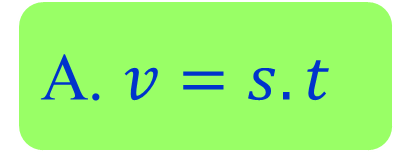 A. v = s.t